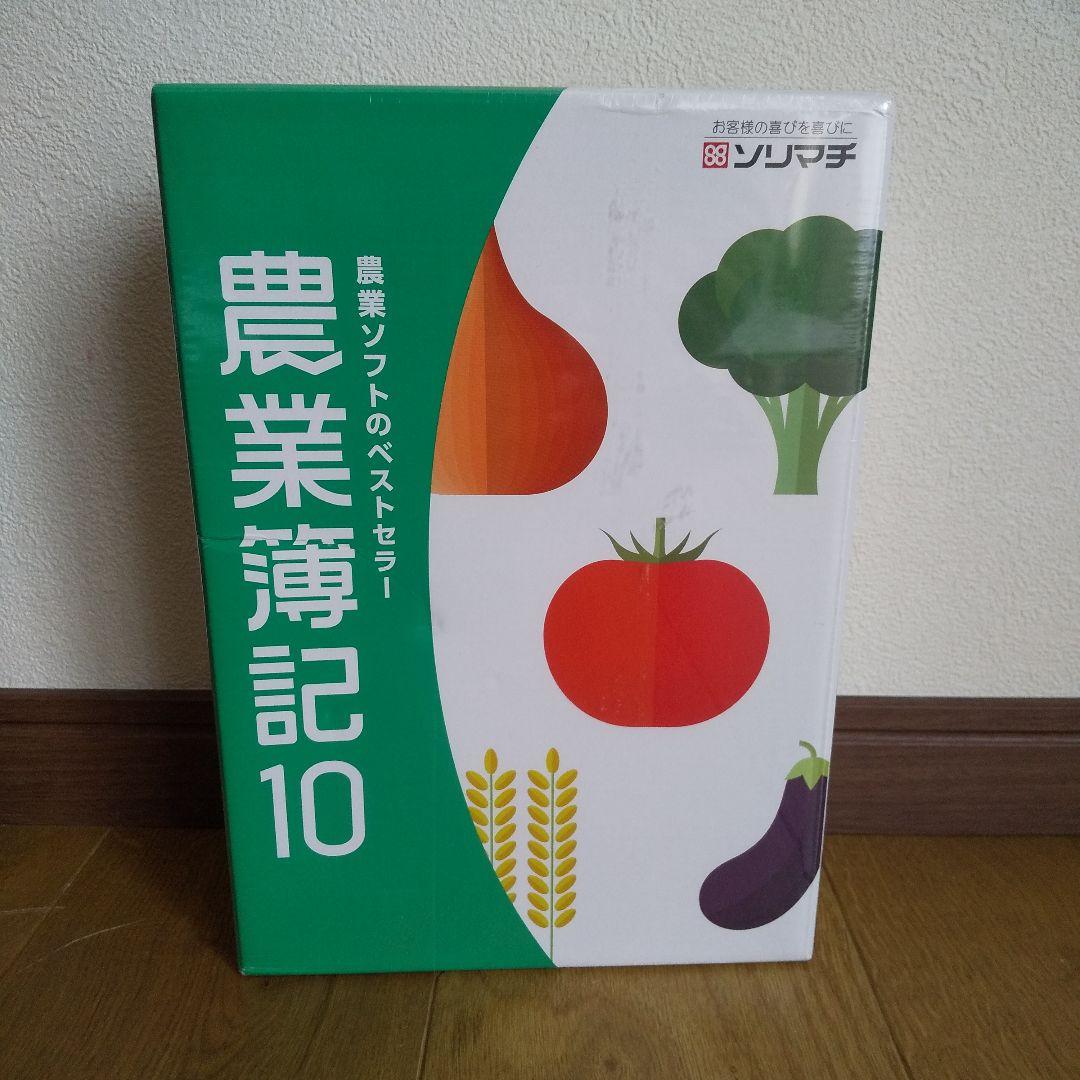 お客様の喜びを喜びに
ソリマチ
農業ソフトのベストセラー
農業簿記10